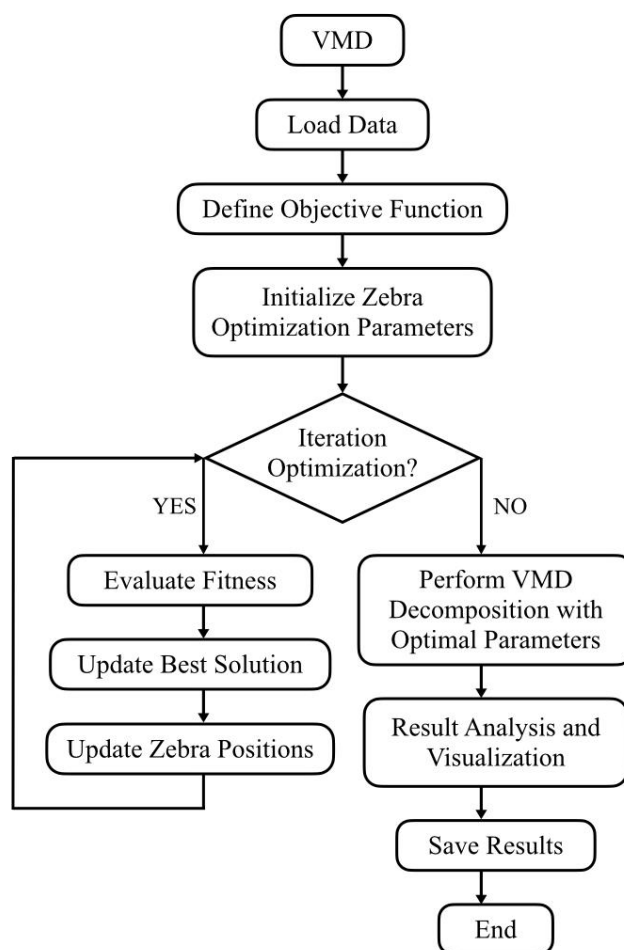 VMD
Load Data
Define Objective Function
Initialize Zebra
Optimization Parameters
Iteration
Optimization?
YES
NO
Evaluate Fitness
Update Best Solution
Update Zebra Positions
Perform VMD
Decomposition with
Optimal Parameters
Result Analysis and
Visualization
Save Results
End